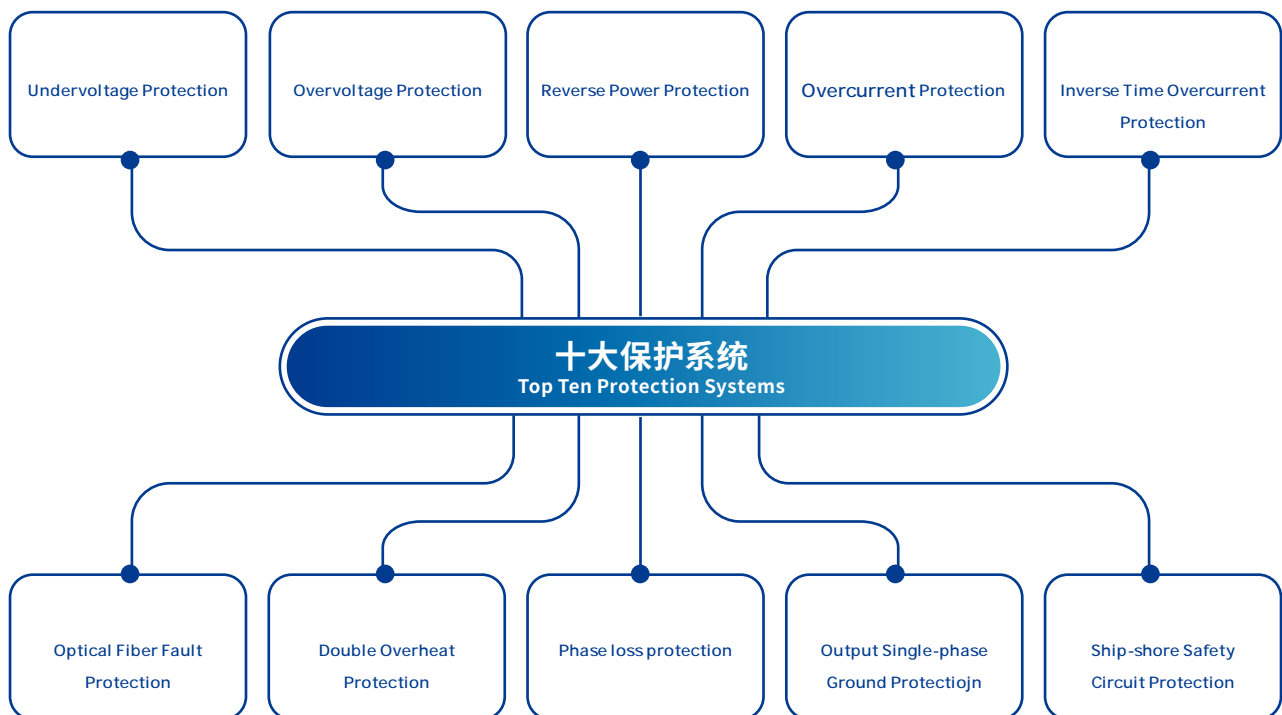 Undervoltage Protection
Overvoltage Protection
Reverse Power Protection
Overcurrent Protection
Inverse Time Overcurrent
Protection
十大保护系统
Top Ten Protection Systems
Optical Fiber Fault
Protection
Double Overheat
Protection
Phase loss protection
Output Single-phase
Ground Protectiojn
Ship-shore Safety
Circuit Protection